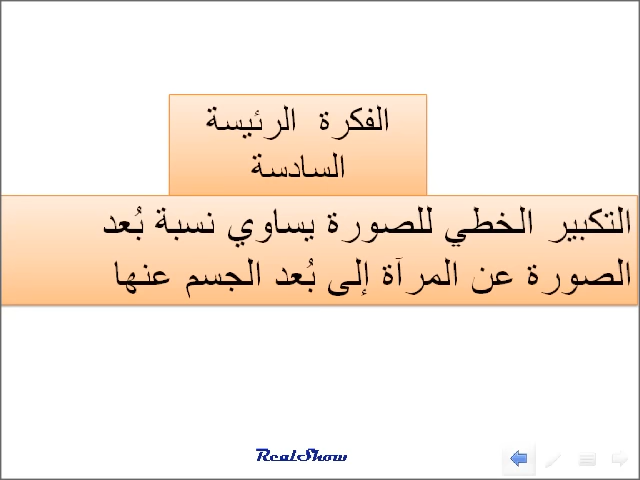 الفكرة الرئيسة
السادسة
التكبير الخطي للصورة يساوي نسبة بُعد
الصورة عن المرآة إلى بُعد الجسم عنها
RealShow